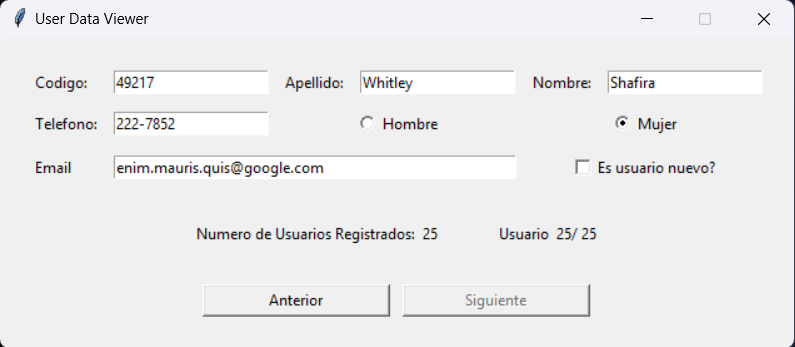 User Data Viewer
Codigo: 49217 Apellido: Whitley Nombre: Shafira
Telefono: 222-7852 Hombre Mujer
Email enim.mauris.quis@google.com Es usuario nuevo?
Numero de Usuarios Registrados: 25 Usuario 25/ 25
Anterior Siguiente